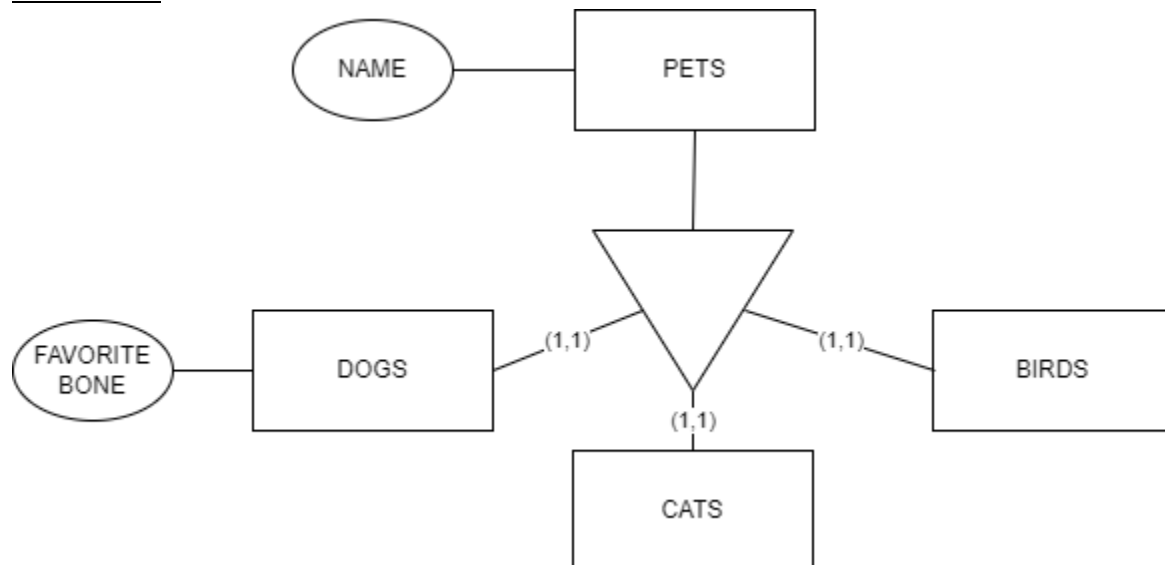 NAME
PETS
FAVORITE
BONE
DOGS
(1,1)
(1,1)
BIRDS
(1,1)
CATS